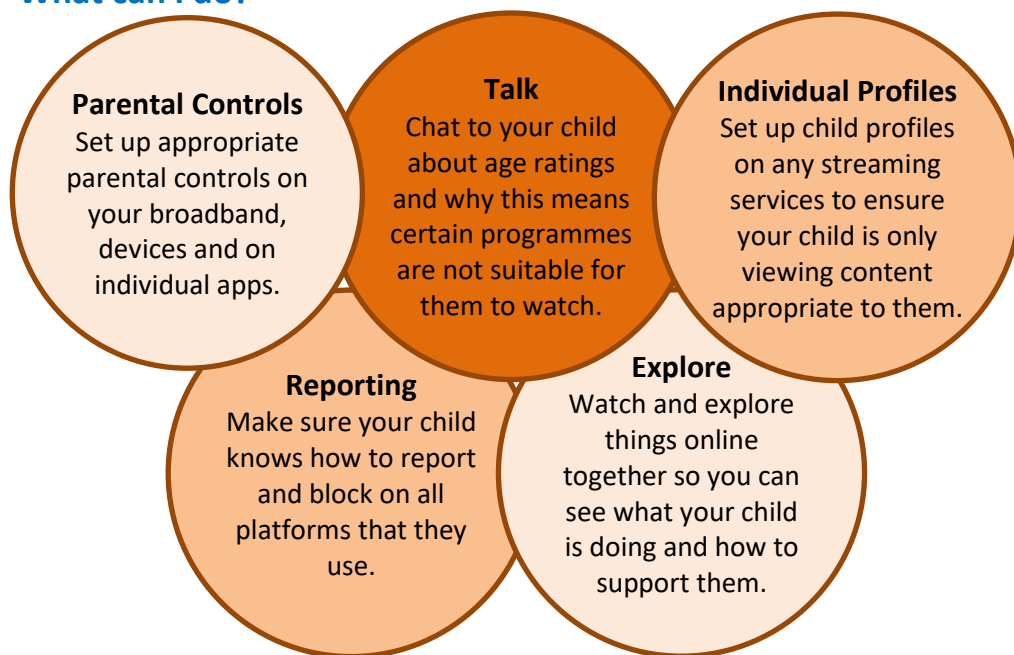 What can I do?
Parental Controls
Set up appropriate
parental controls on
your broadband,
devices and on
individual apps.
Talk
Chat to your child
about age ratings
and why this means
certain programmes
are not suitable for
them to watch.
Individual Profiles
Set up child profiles
on any streaming
services to ensure
your child is only
viewing content
appropriate to them.
Reporting
Make sure your child
knows how to report
and block on all
platforms that they
use.
Explore
Watch and explore
things online
together so you can
see what your child
is doing and how to
support them.